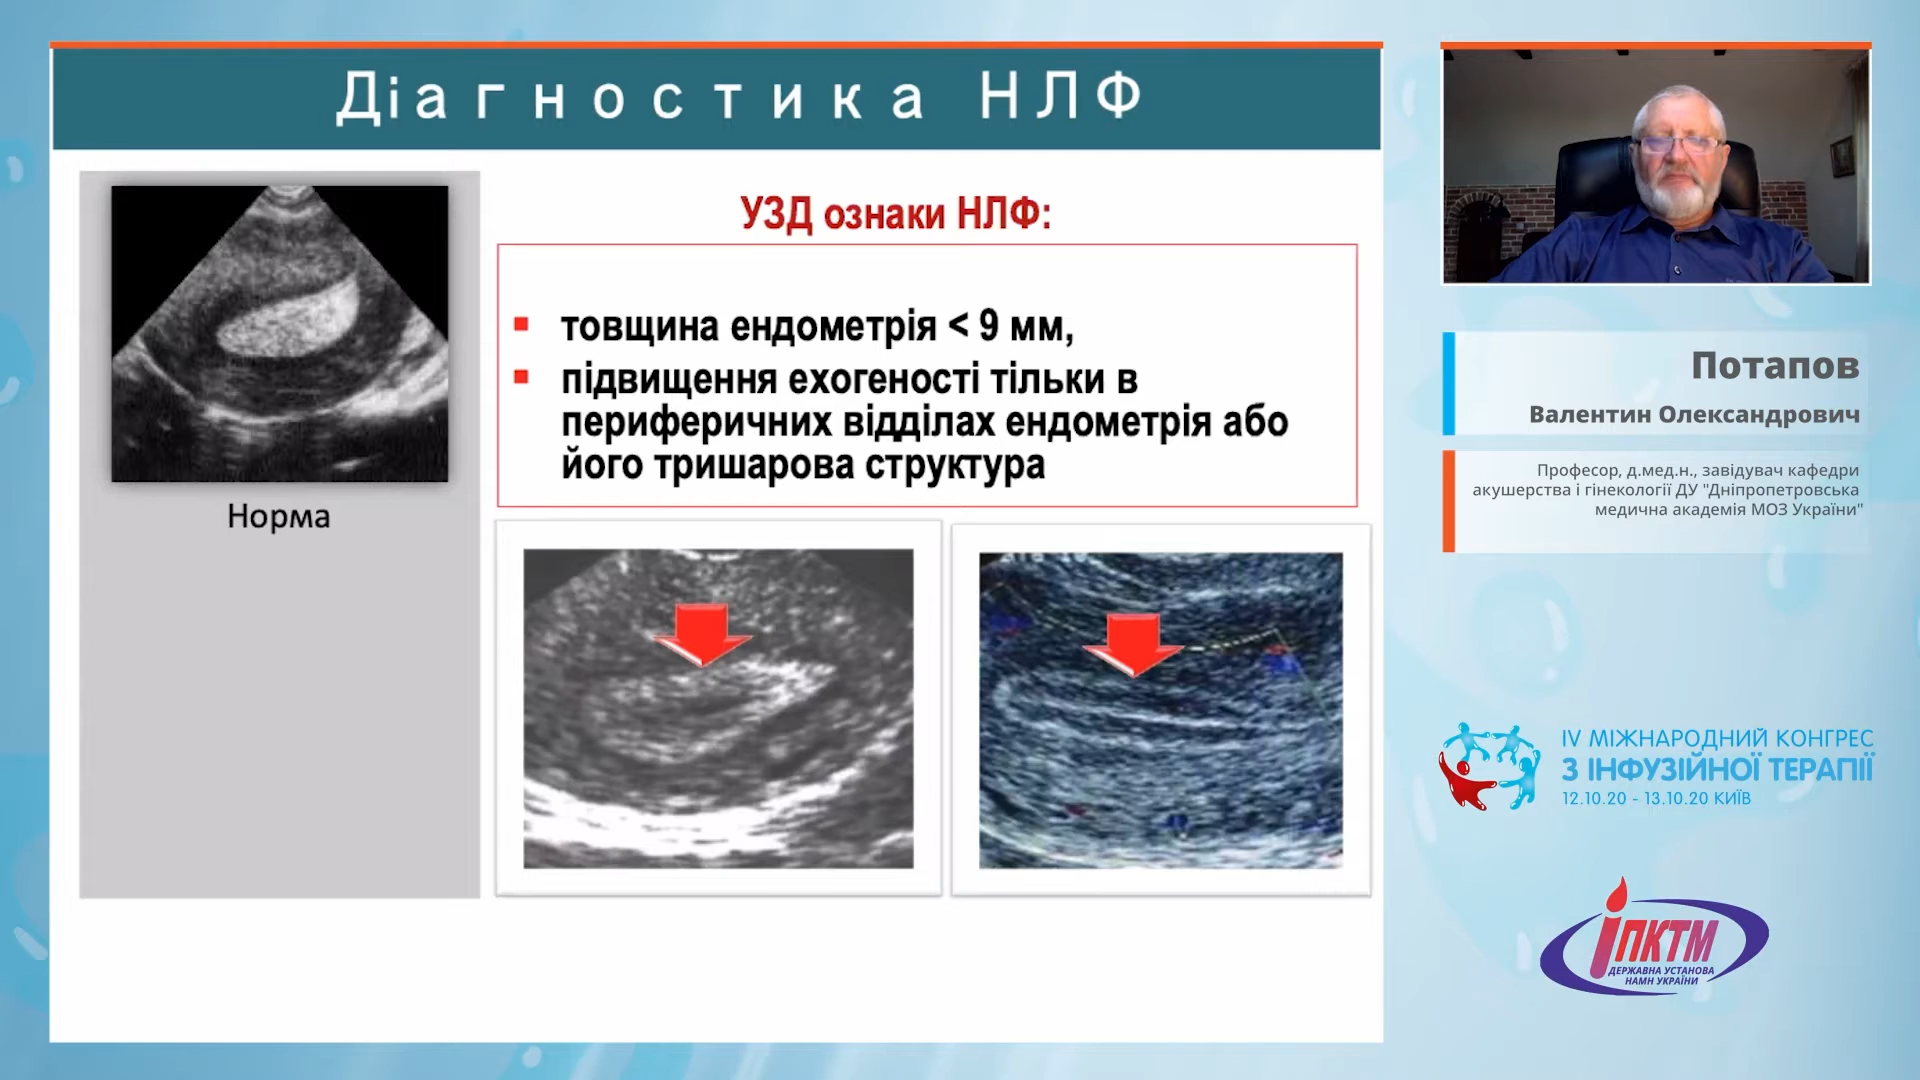 Діагностика НЛФ
УЗД ознаки НЛФ:
товщина ендометрія < 9 мм,
підвищення ехогеності тільки в
периферичних відділах ендометрія або
його тришарова структура
Норма
Потапов
Валентин Олександрович
Професор, д.мед.н., завідувач кафедри
акушерства і гінекології ДУ "Дніпропетровська
медична академія МОЗ України"
IV МІЖНАРОДНИЙ КОНГРЕС
З ІНФУЗІЙНОЇ ТЕРАПІЇ
12.10.20 - 13.10.20 КИЇВ
іПКТМ
ДЕРЖАВНА УСТАНОВА
НАМН УКРАЇНИ